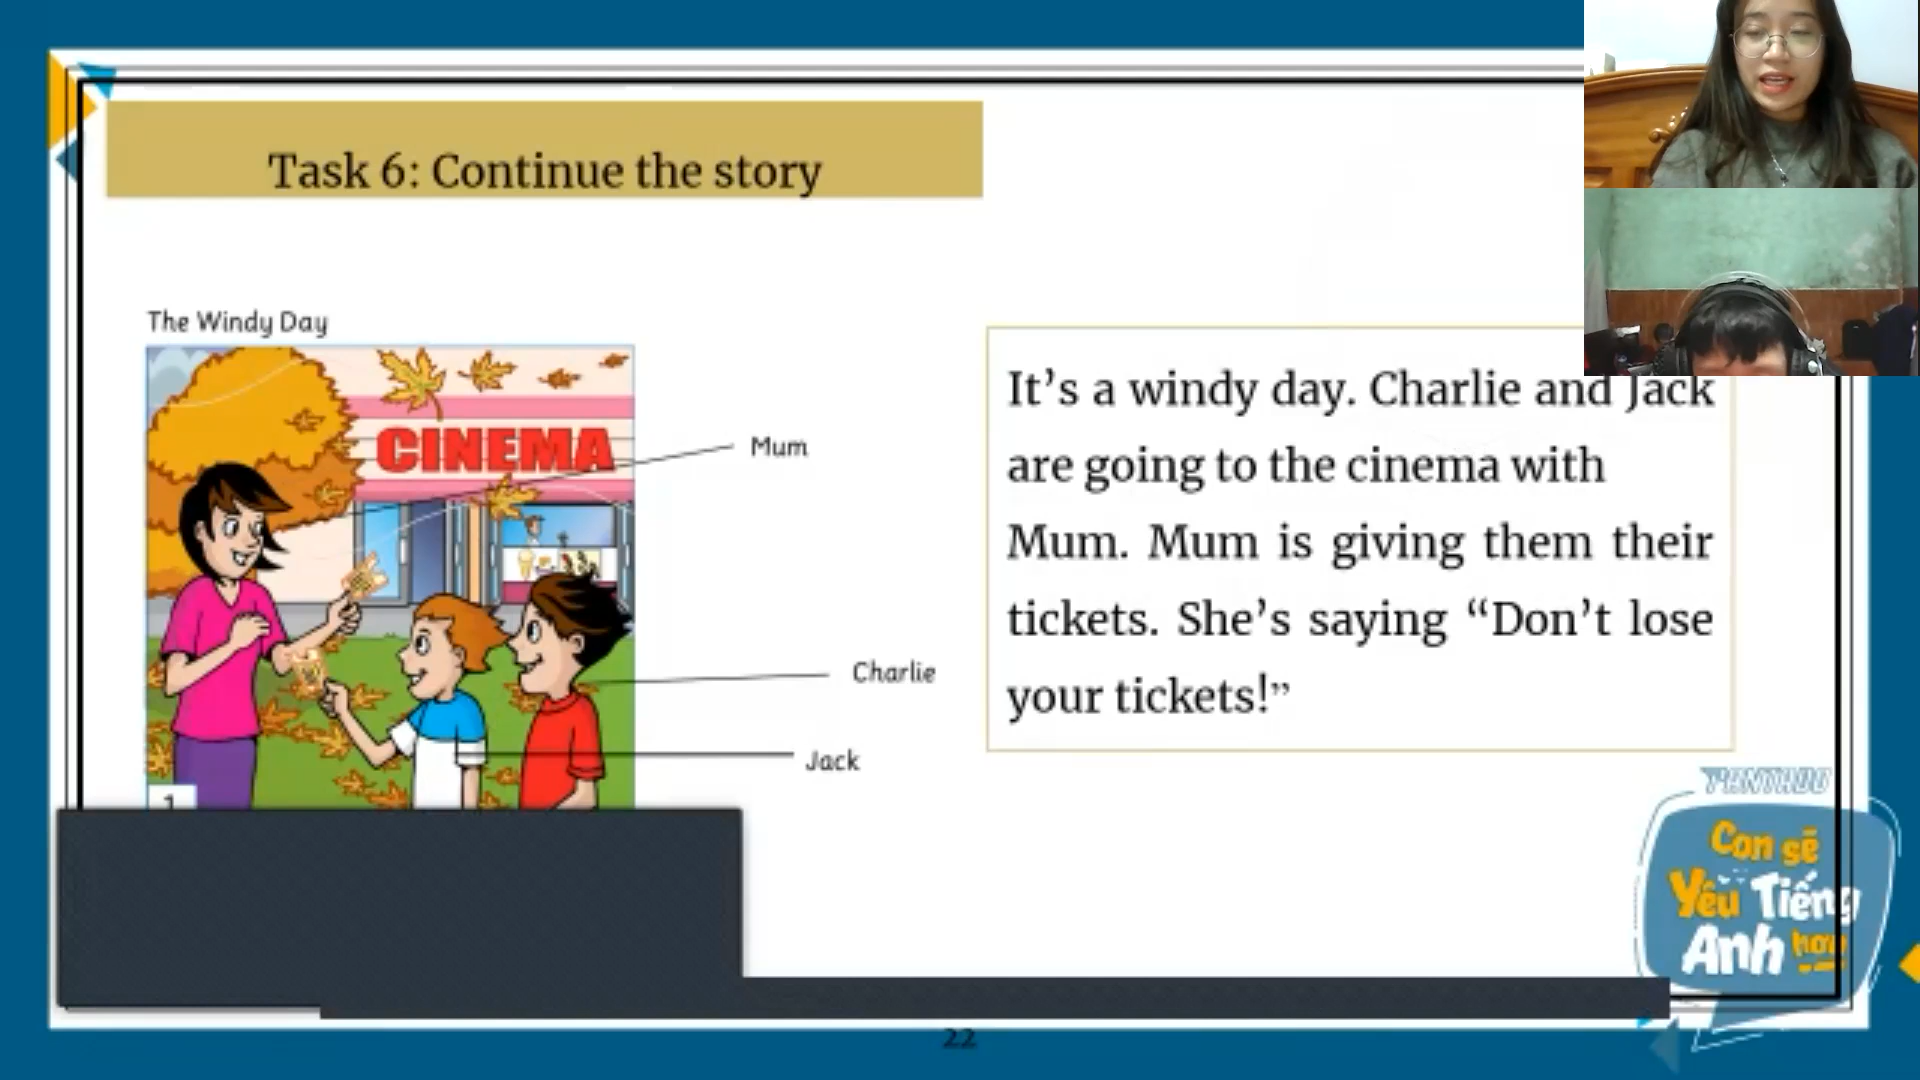 Task 6: Continue the story
The Windy Day
CINEMA
Mum
Charlie
Jack
1
It’s a windy day. Charlie and Jack
are going to the cinema with
Mum. Mum is giving them their
tickets. She’s saying “Don’t lose
your tickets!”
PANTADO
Con sẽ
Yêu Tiếng
Anh hơn
22